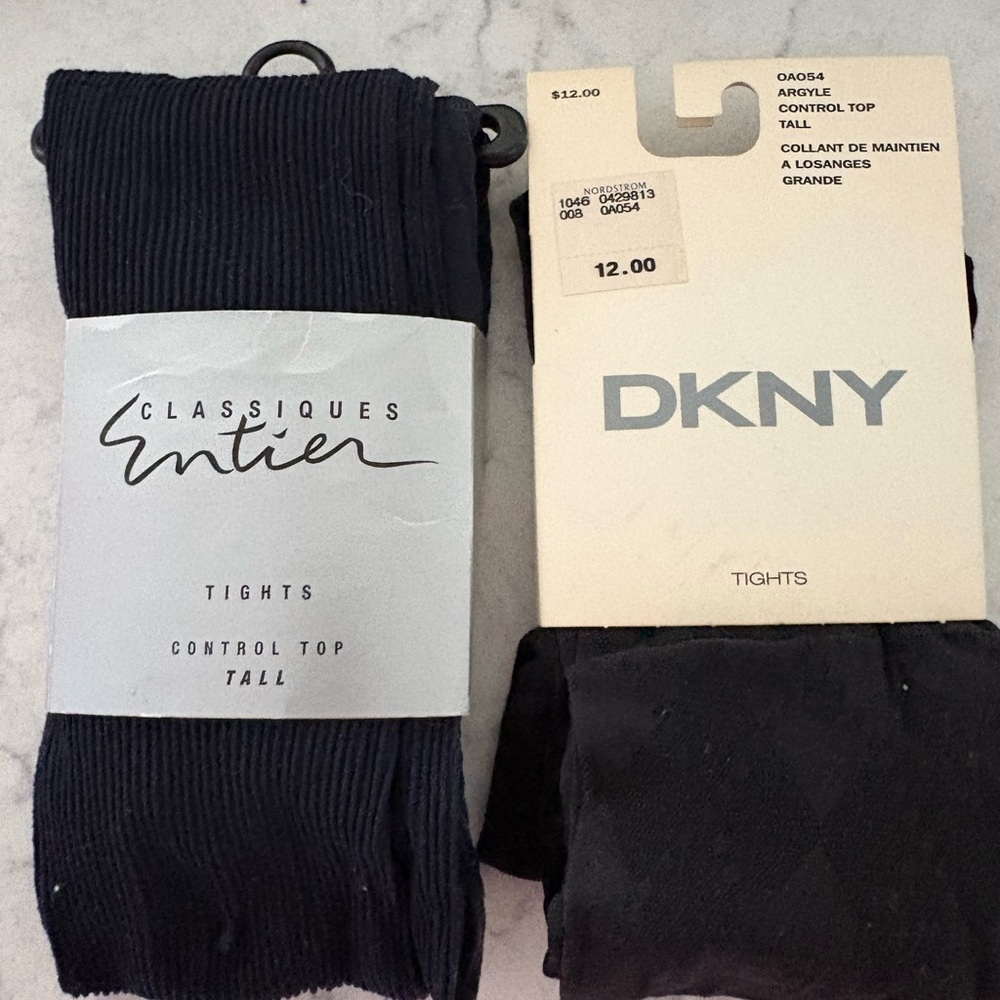 CLASSIQUES
Entier
TIGHTS
CONTROL TOP
TALL
$12.00
OAO54
ARGYLE
CONTROL TOP
TALL
COLLANT DE MAINTIEN
A LOSANGES
GRANDE
NORDSTROM
1046 0429813
008 0A054
12.00
DKNY
TIGHTS